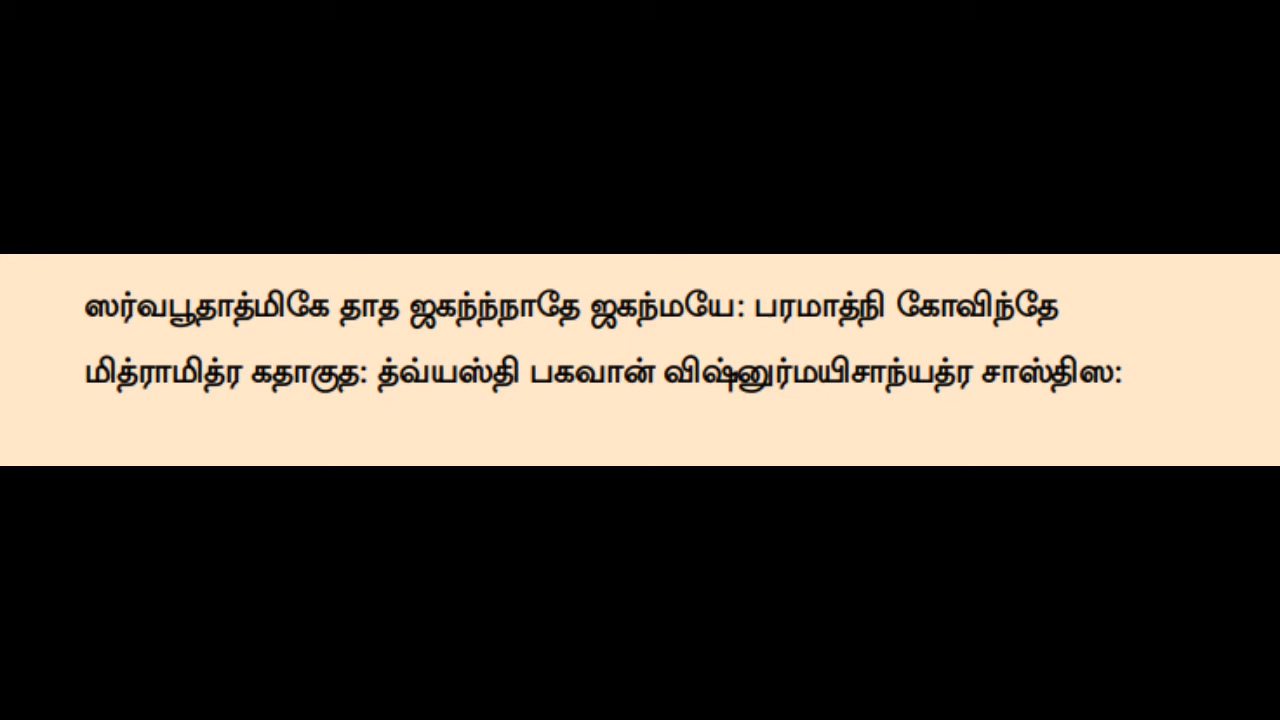 ஸர்வபூதாத்மிகே தாத ஜகந்ந்நாதே ஜகந்மயே: பரமாத்நி கோவிந்தே
மித்ராமித்ர கதாகுத: த்வ்யஸ்தி பகவான் விஷ்னுர்மயிசாந்யத்ர சாஸ்திஸ: